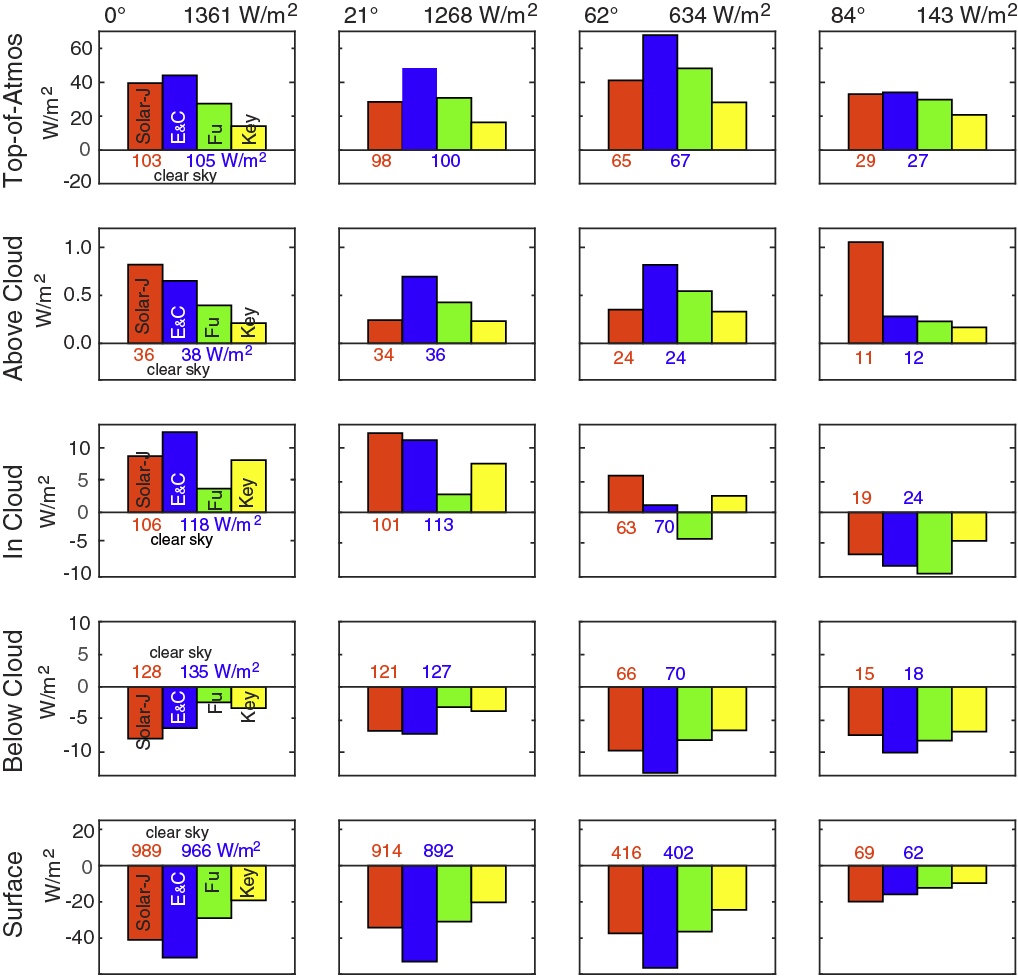 0° 1361 W/m² 21° 1268 W/m² 62° 634 W/m² 84° 143 W/m²
Top-of-Atmos
W/m²
60
40
20
0
-20
Solar-J E&C Fu Key
103 105 W/m² 98 100 65 67 29 27
clear sky
Above Cloud
W/m²
1.0
0.5
0.0
Solar-J E&C Fu Key
36 38 W/m² 34 36 24 24 11 12
clear sky
In Cloud
W/m²
10
5
0
-5
-10
Solar-J E&C Fu Key
19 24
106 118 W/m² 101 113 63 70
clear sky
Below Cloud
W/m²
10
5
0
-5
-10
clear sky
128 135 W/m² 121 127 66 70 15 18
Solar-J E&C Fu Key
Surface
W/m²
20
0
-20
-40
clear sky
989 966 W/m² 914 892 416 402 69 62
Solar-J E&C Fu Key